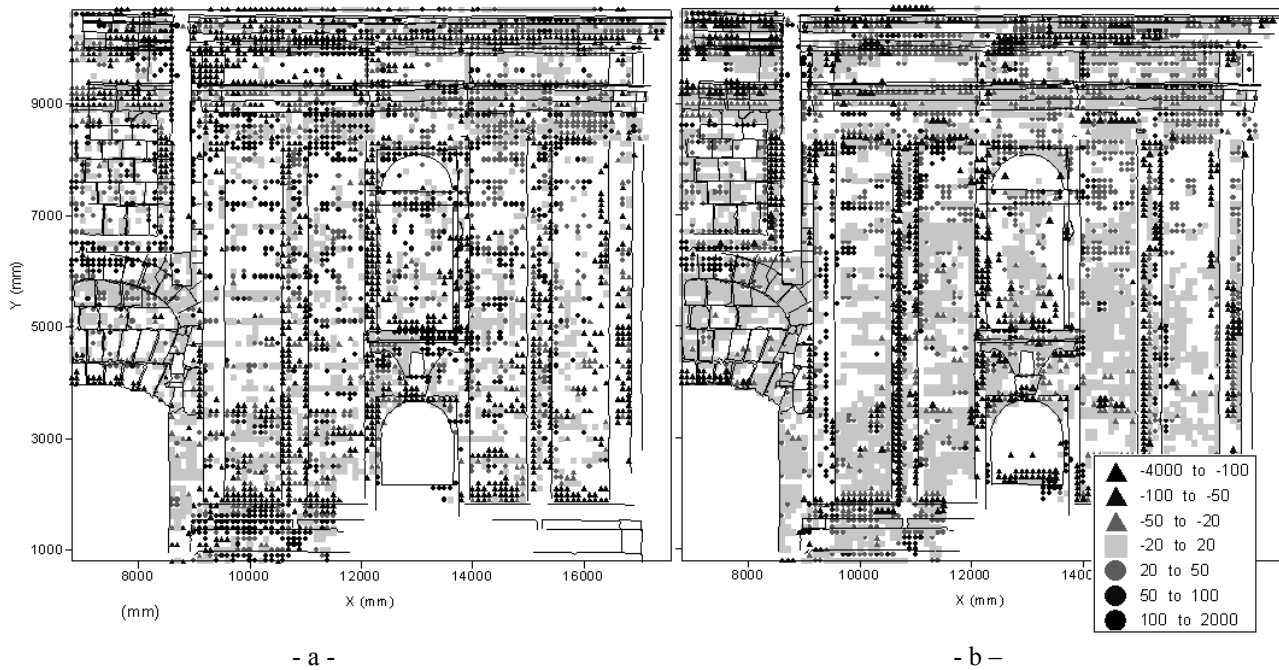 9000
7000
5000
3000
1000
Y (mm)
8000 10000 12000 14000 16000
X (mm)
(mm)
8000 10000 12000 1400
X (mm)
-4000 to -100
-100 to -50
-50 to -20
-20 to 20
20 to 50
50 to 100
100 to 2000
- a -
- b –